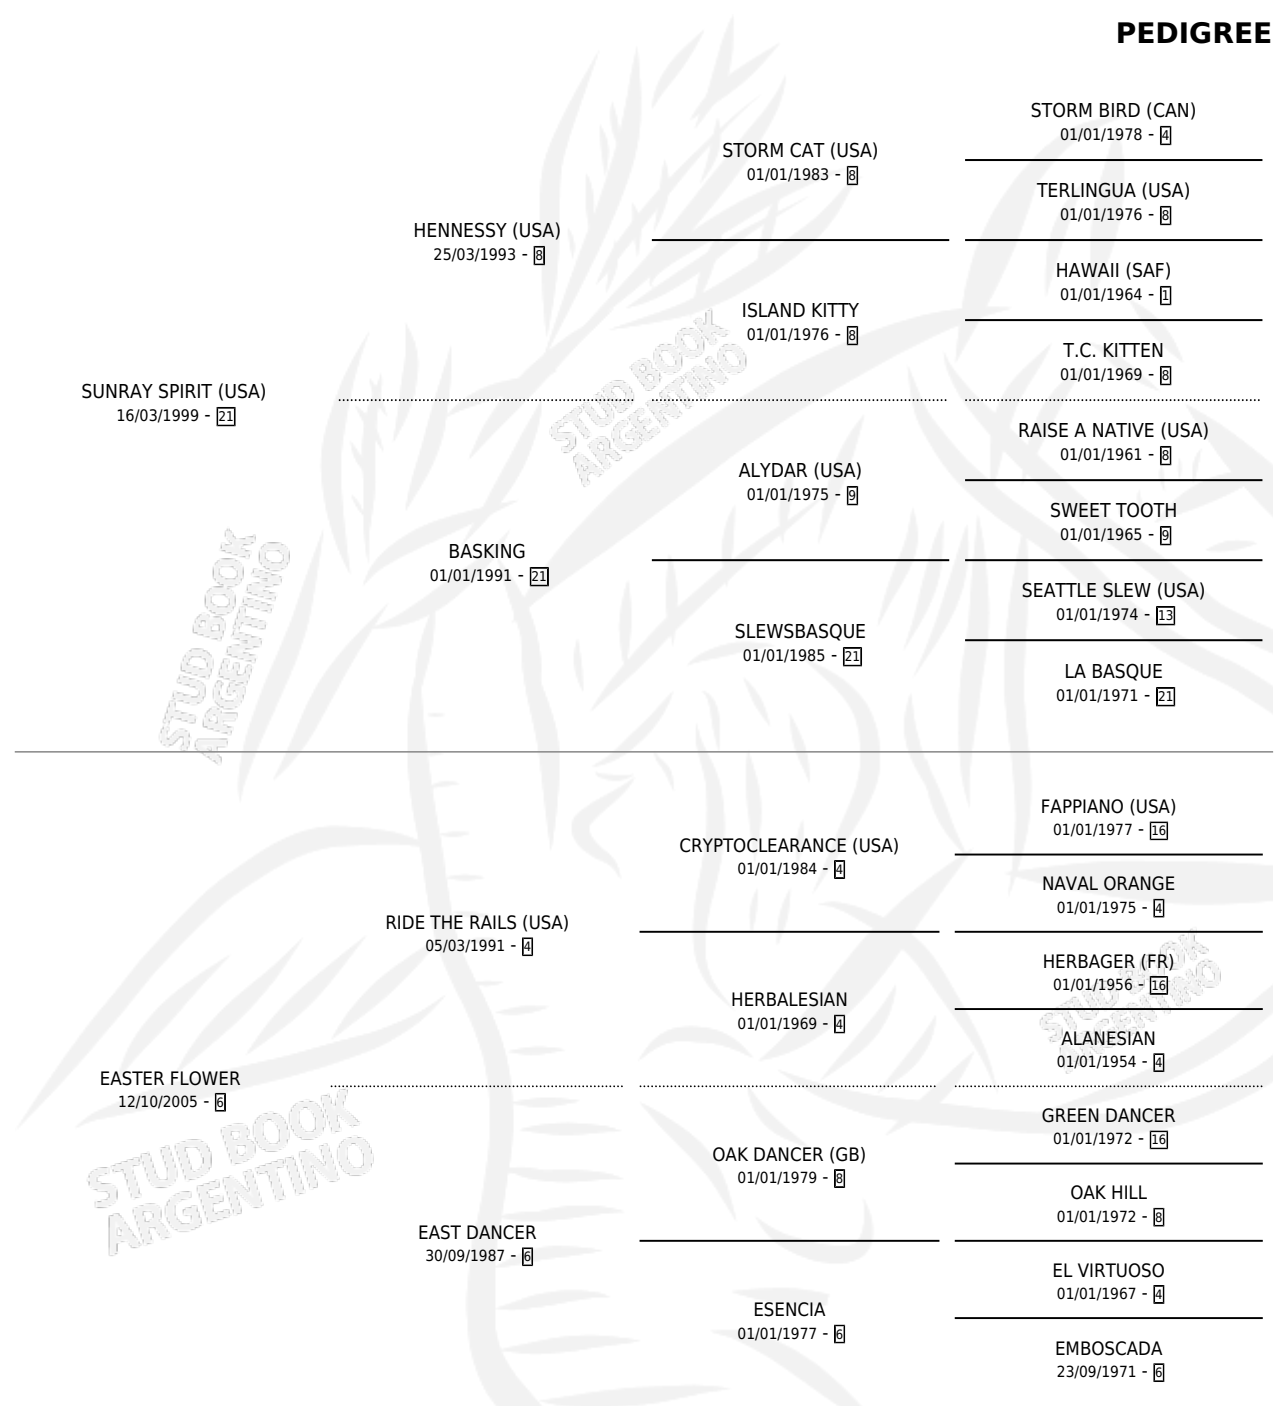 PEDIGREE
STORM BIRD (CAN)
01/01/1978 - 4
STORM CAT (USA)
01/01/1983 - 8
TERLINGUA (USA)
01/01/1976 - 8
HENNESSY (USA)
25/03/1993 - 8
HAWAII (SAF)
01/01/1964 - 1
ISLAND KITTY
01/01/1976 - 8
T.C. KITTEN
01/01/1969 - 8
SUNRAY SPIRIT (USA)
16/03/1999 - 21
STUD BOOK
ARGENTINO
RAISE A NATIVE (USA)
01/01/1961 - 8
ALYDAR (USA)
01/01/1975 - 9
SWEET TOOTH
01/01/1965 - 9
BASKING
01/01/1991 - 21
SEATTLE SLEW (USA)
01/01/1974 - 13
SLEWSBASQUE
01/01/1985 - 21
LA BASQUE
01/01/1971 - 21
STUD BOOK
ARGENTINO
FAPPIANO (USA)
01/01/1977 - 16
CRYPTOCLEARANCE (USA)
01/01/1984 - 4
NAVAL ORANGE
01/01/1975 - 4
RIDE THE RAILS (USA)
05/03/1991 - 4
HERBAGER (FR)
01/01/1956 - 16
HERBALESIAN
01/01/1969 - 4
STUD BOOK
ARGENTINO
ALANESIAN
01/01/1954 - 4
EASTER FLOWER
12/10/2005 - 6
GREEN DANCER
01/01/1972 - 16
STUD BOOK
ARGENTINO
OAK DANCER (GB)
01/01/1979 - 8
OAK HILL
01/01/1972 - 8
EAST DANCER
30/09/1987 - 6
EL VIRTUOSO
01/01/1967 - 4
ESENCIA
01/01/1977 - 6
EMBOSCADA
23/09/1971 - 6